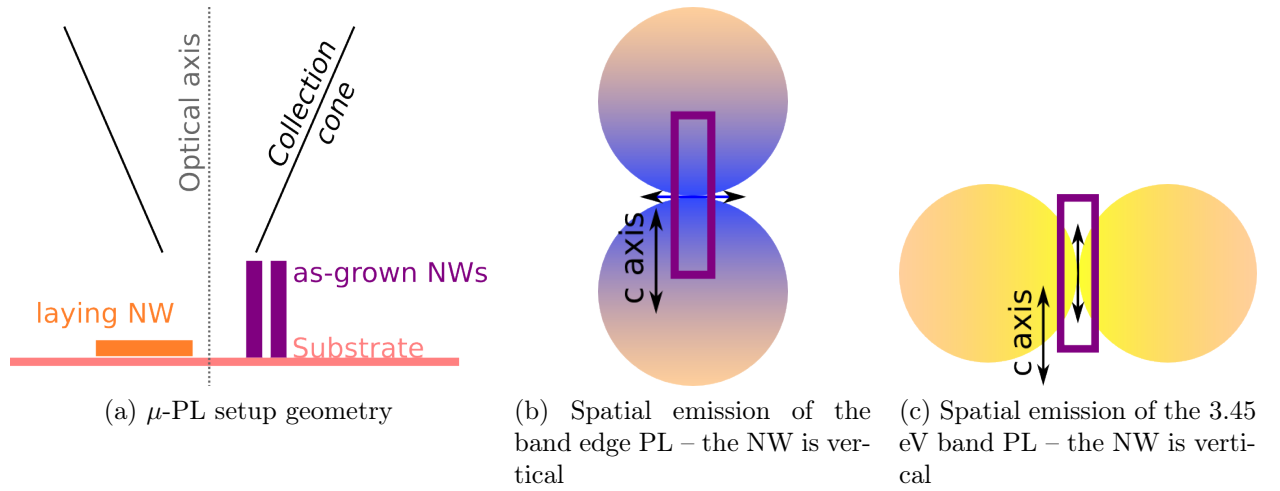 Optical axis
Collection
cone
as-grown NWs
laying NW
Substrate
(a) μ-PL setup geometry
c axis
(b) Spatial emission of the
band edge PL – the NW is ver-
tical
c axis
(c) Spatial emission of the 3.45
eV band PL – the NW is verti-
cal